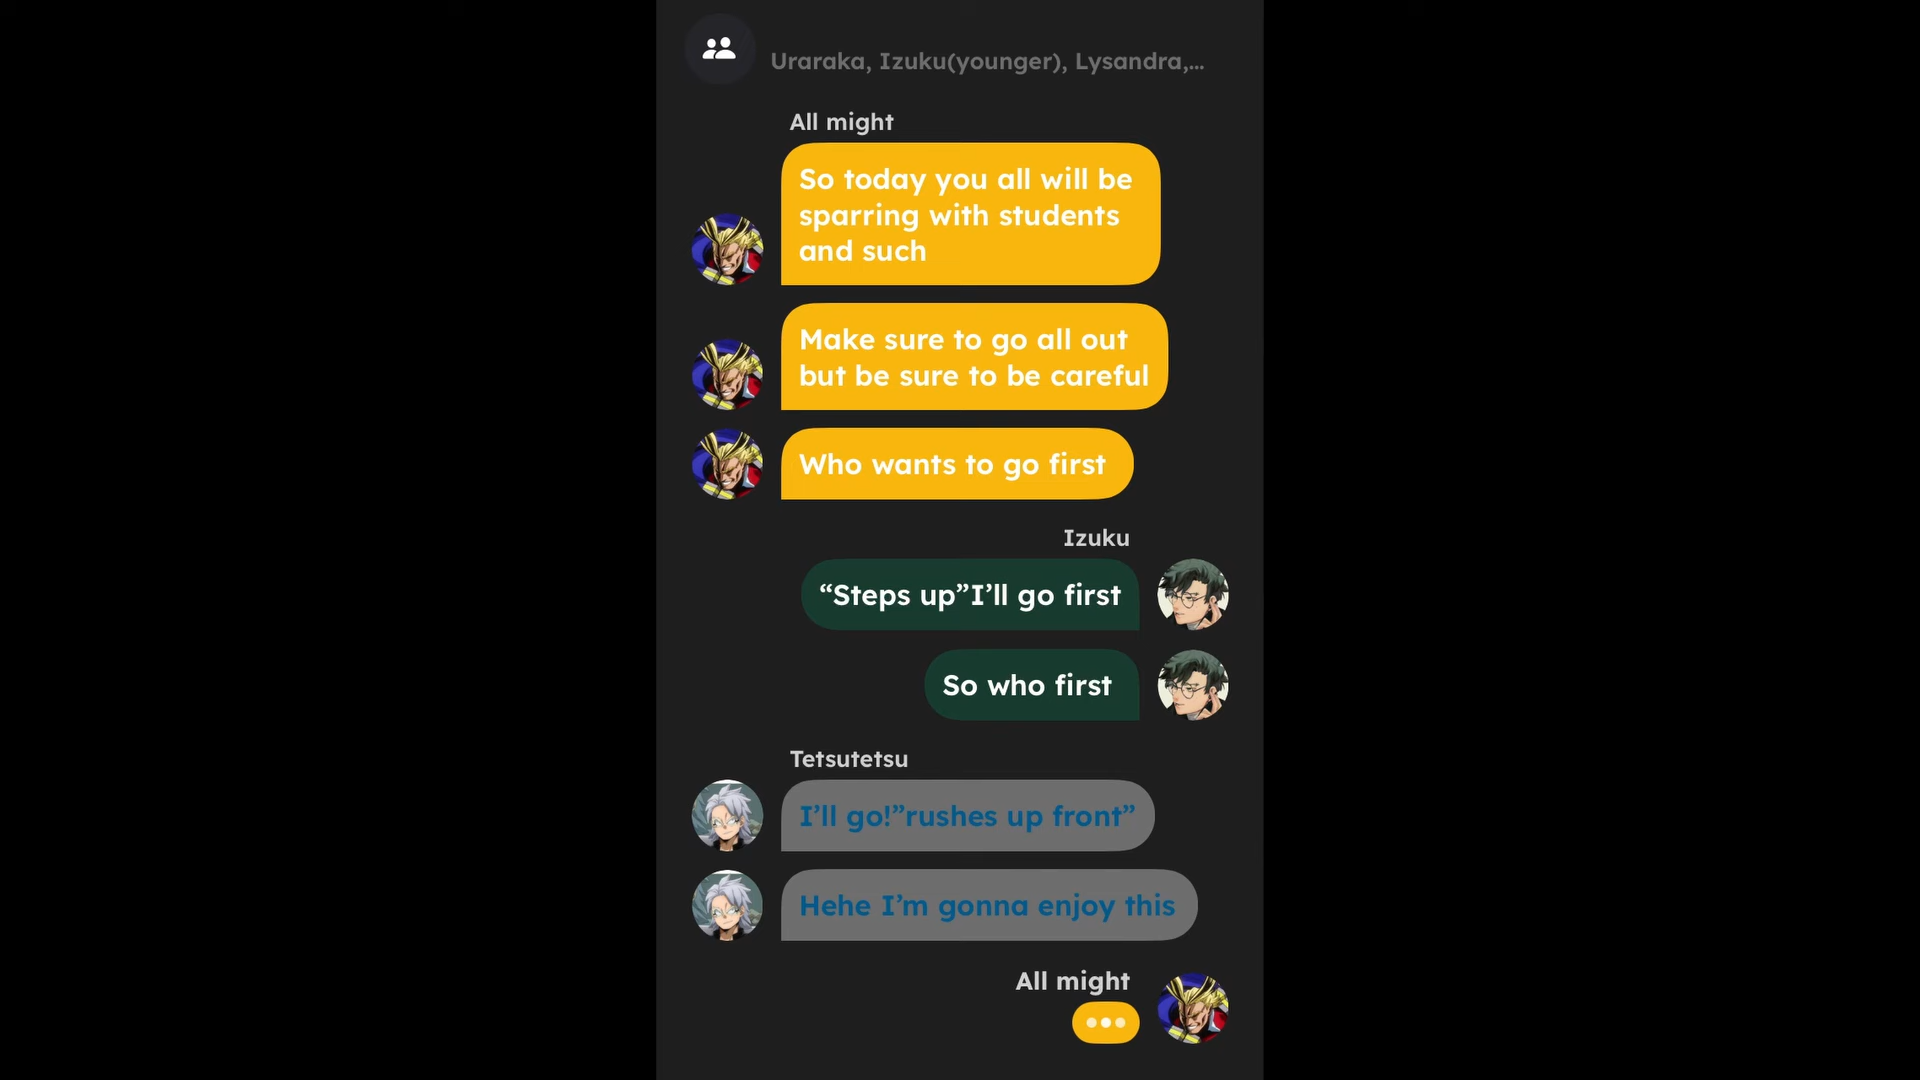 Uraraka, Izuku(younger), Lysandra,...
All might
So today you all will be
sparring with students
and such
Make sure to go all out
but be sure to be careful
Who wants to go first
Izuku
“Steps up”I’ll go first
So who first
Tetsutetsu
I’ll go!”rushes up front”
Hehe I’m gonna enjoy this
All might